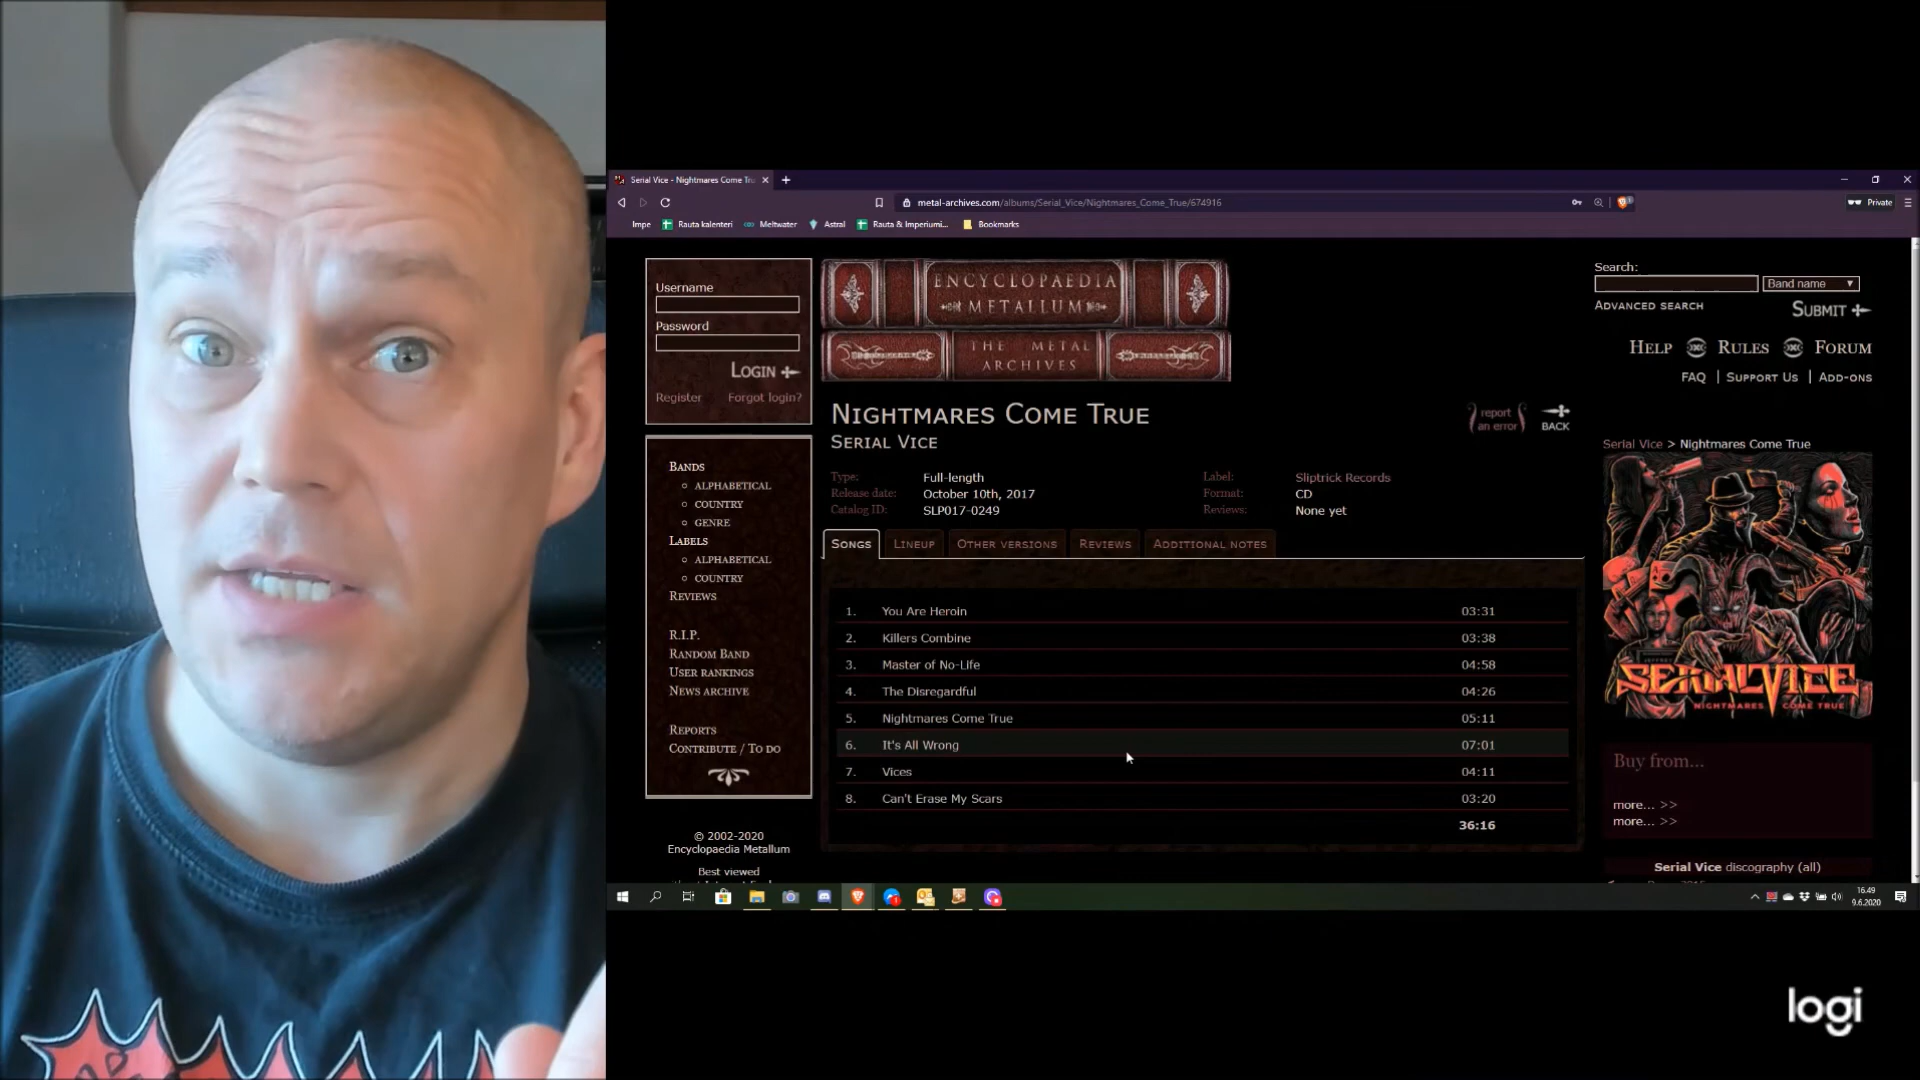 Serial Vice - Nightmares Come Tru
metal-archives.com/albums/Serial_Vice/Nightmares_Come_True/674916
Private
Impe
Rauta kalenteri
Meltwater
Astral
Rauta & Imperiumi...
Bookmarks
Username
Password
LOGIN
Register
Forgot login?
ENCYCLOPAEDIA
METALLUM
THE METAL
ARCHIVES
Search:
Band name
ADVANCED SEARCH
SUBMIT
HELP
RULES
FORUM
FAQ | SUPPORT US | ADD-ONS
NIGHTMARES COME TRUE
SERIAL VICE
report
an error
BACK
Type: Full-length
Release date: October 10th, 2017
Catalog ID: SLP017-0249
Label: Sliptrick Records
Format: CD
Reviews: None yet
Serial Vice > Nightmares Come True
BANDS
ALPHABETICAL
COUNTRY
GENRE
LABELS
ALPHABETICAL
COUNTRY
REVIEWS
R.I.P.
RANDOM BAND
USER RANKINGS
NEWS ARCHIVE
REPORTS
CONTRIBUTE / TO DO
SONGS
LINEUP
OTHER VERSIONS
REVIEWS
ADDITIONAL NOTES
1. You Are Heroin 03:31
2. Killers Combine 03:38
3. Master of No-Life 04:58
4. The Disregardful 04:26
5. Nightmares Come True 05:11
6. It's All Wrong 07:01
7. Vices 04:11
8. Can't Erase My Scars 03:20
36:16
SERIAL VICE
NIGHTMARES COME TRUE
Buy from...
more... >>
more... >>
Serial Vice discography (all)
© 2002-2020
Encyclopaedia Metallum
Best viewed
16.49
9.6.2020
logi